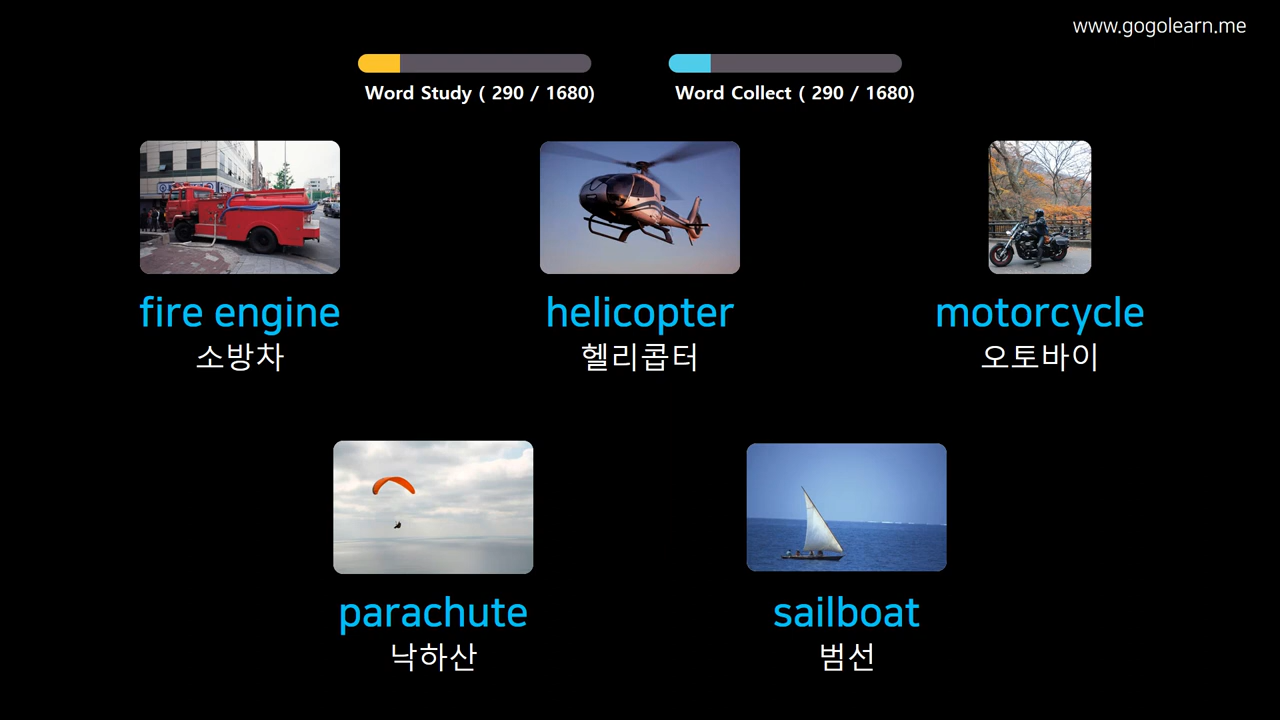 www.gogolearn.me
Word Study ( 290 / 1680)
Word Collect ( 290 / 1680)
fire engine
소방차
helicopter
헬리콥터
motorcycle
오토바이
parachute
낙하산
sailboat
범선